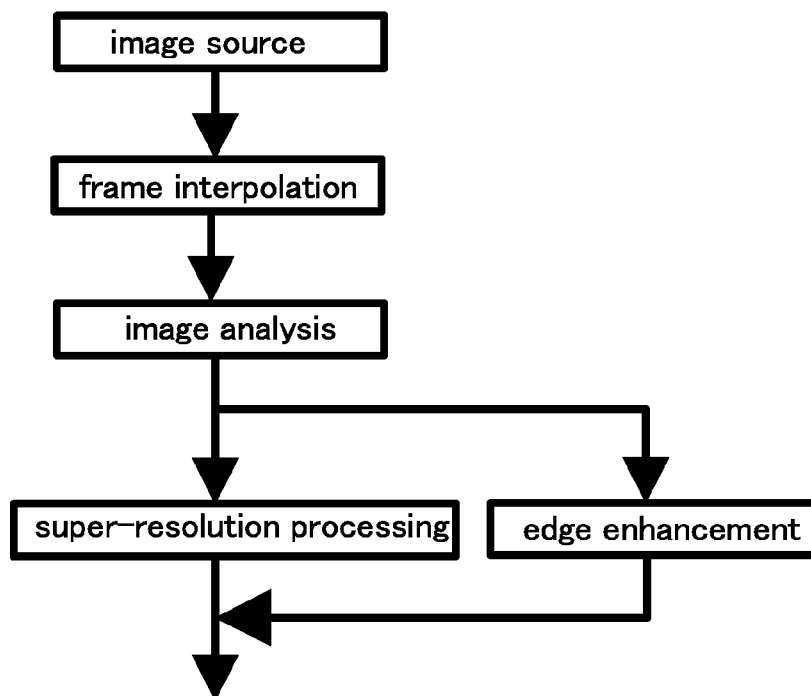 image source
frame interpolation
image analysis
super-resolution processing
edge enhancement